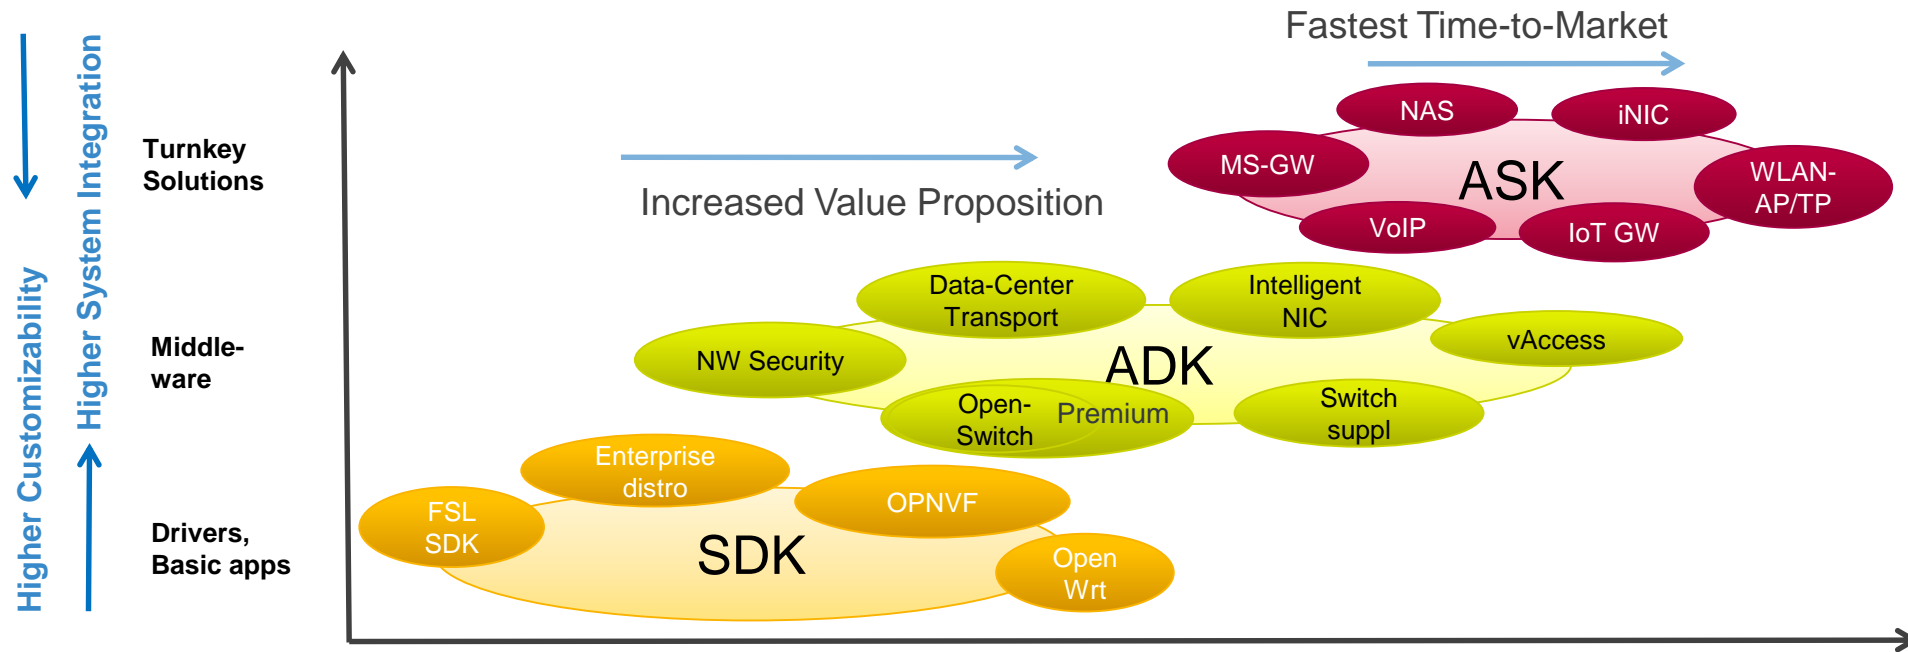 Fastest Time-to-Market
Higher Customizability
Higher System Integration
Turnkey
Solutions
Increased Value Proposition
NAS
iNIC
MS-GW
ASK
WLAN-
AP/TP
VoIP
IoT GW
Middle-
ware
Data-Center
Transport
Intelligent
NIC
NW Security
ADK
vAccess
Open-
Switch
Premium
Switch
suppl
Drivers,
Basic apps
Enterprise
distro
FSL
SDK
OPNVF
SDK
Open
Wrt